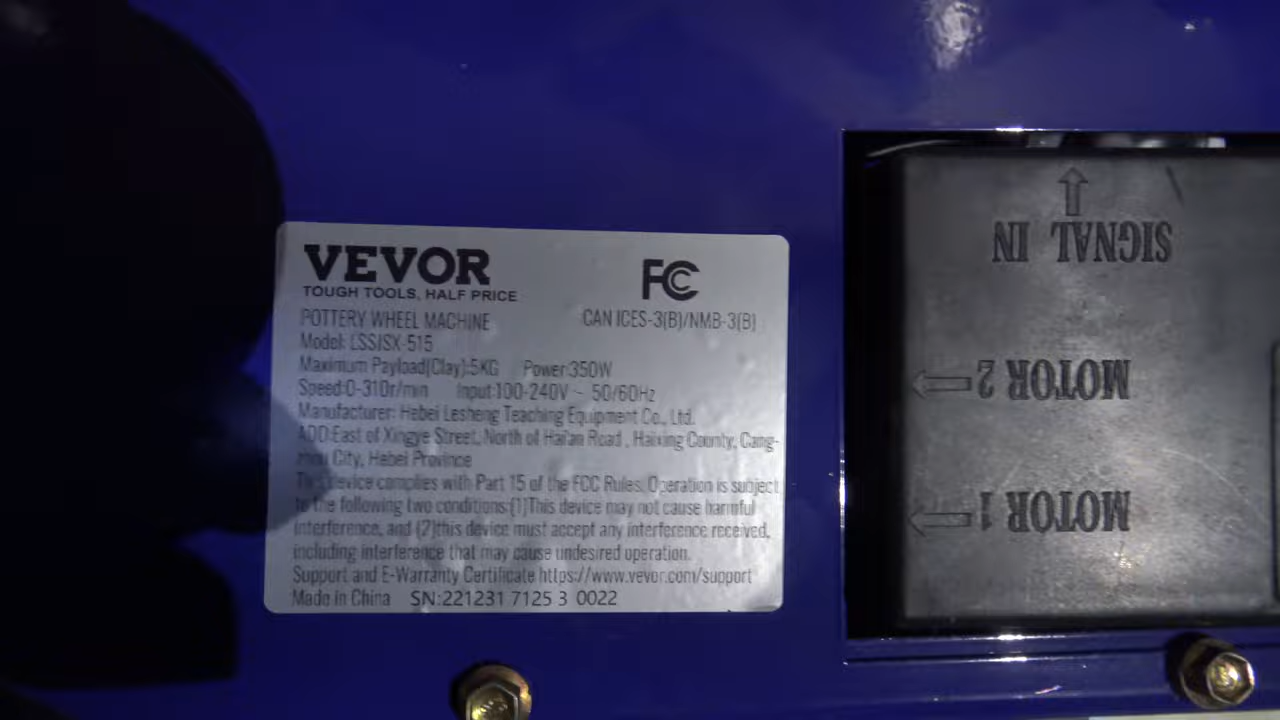 VEVOR
TOUGH TOOLS, HALF PRICE
FC
POTTERY WHEEL MACHINE
CAN ICES-3(B)/NMB-3(B)
Model: LSSJSX-515
Maximum Payload(Clay):5KG Power:350W
Speed:0-310r/min Input:100-240V ~ 50/60Hz
Manufacturer: Hebei Lesheng Teaching Equipment Co., Ltd.
ADD:East of Xingye Street, North of Hai'an Road , Haixing County, Cang-
zhou City, Hebei Province
This device complies with Part 15 of the FCC Rules. Operation is subject
to the following two conditions:(1)This device may not cause harmful
interference, and (2)this device must accept any interference received,
including interference that may cause undesired operation.
Support and E-Warranty Certificate https://www.vevor.com/support
Made in China SN:221231 7125 3 0022
SIGNAL IN
MOTOR 2
MOTOR 1